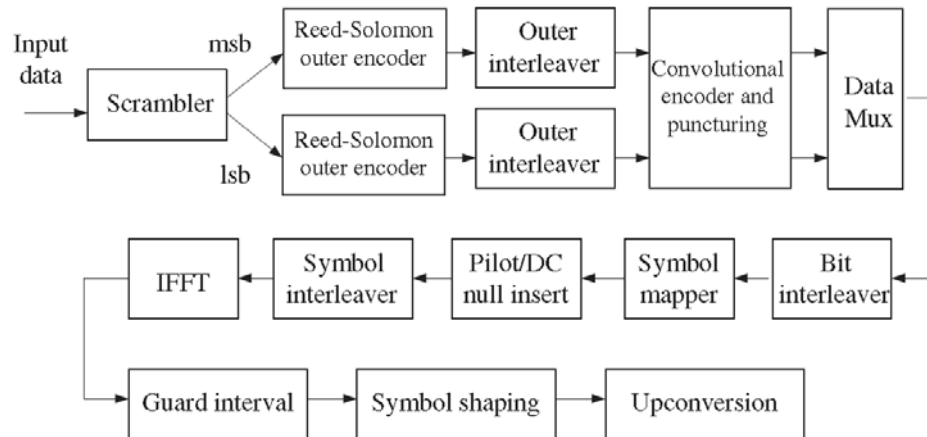 Input
data
Scrambler
msb
lsb
Reed-Solomon
outer encoder
Reed-Solomon
outer encoder
Outer
interleaver
Outer
interleaver
Convolutional
encoder and
puncturing
Data
Mux
IFFT
Symbol
interleaver
Pilot/DC
null insert
Symbol
mapper
Bit
interleaver
Guard interval
Symbol shaping
Upconversion